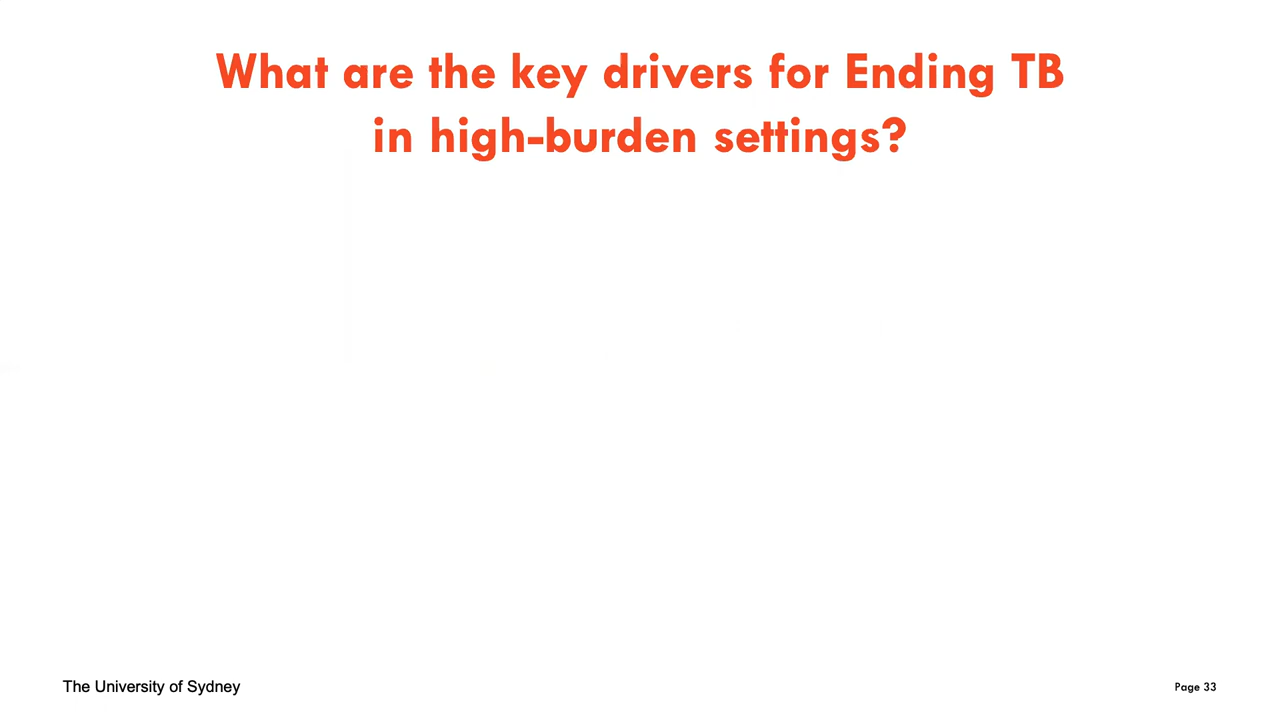 What are the key drivers for Ending TB
in high-burden settings?
The University of Sydney
Page 33